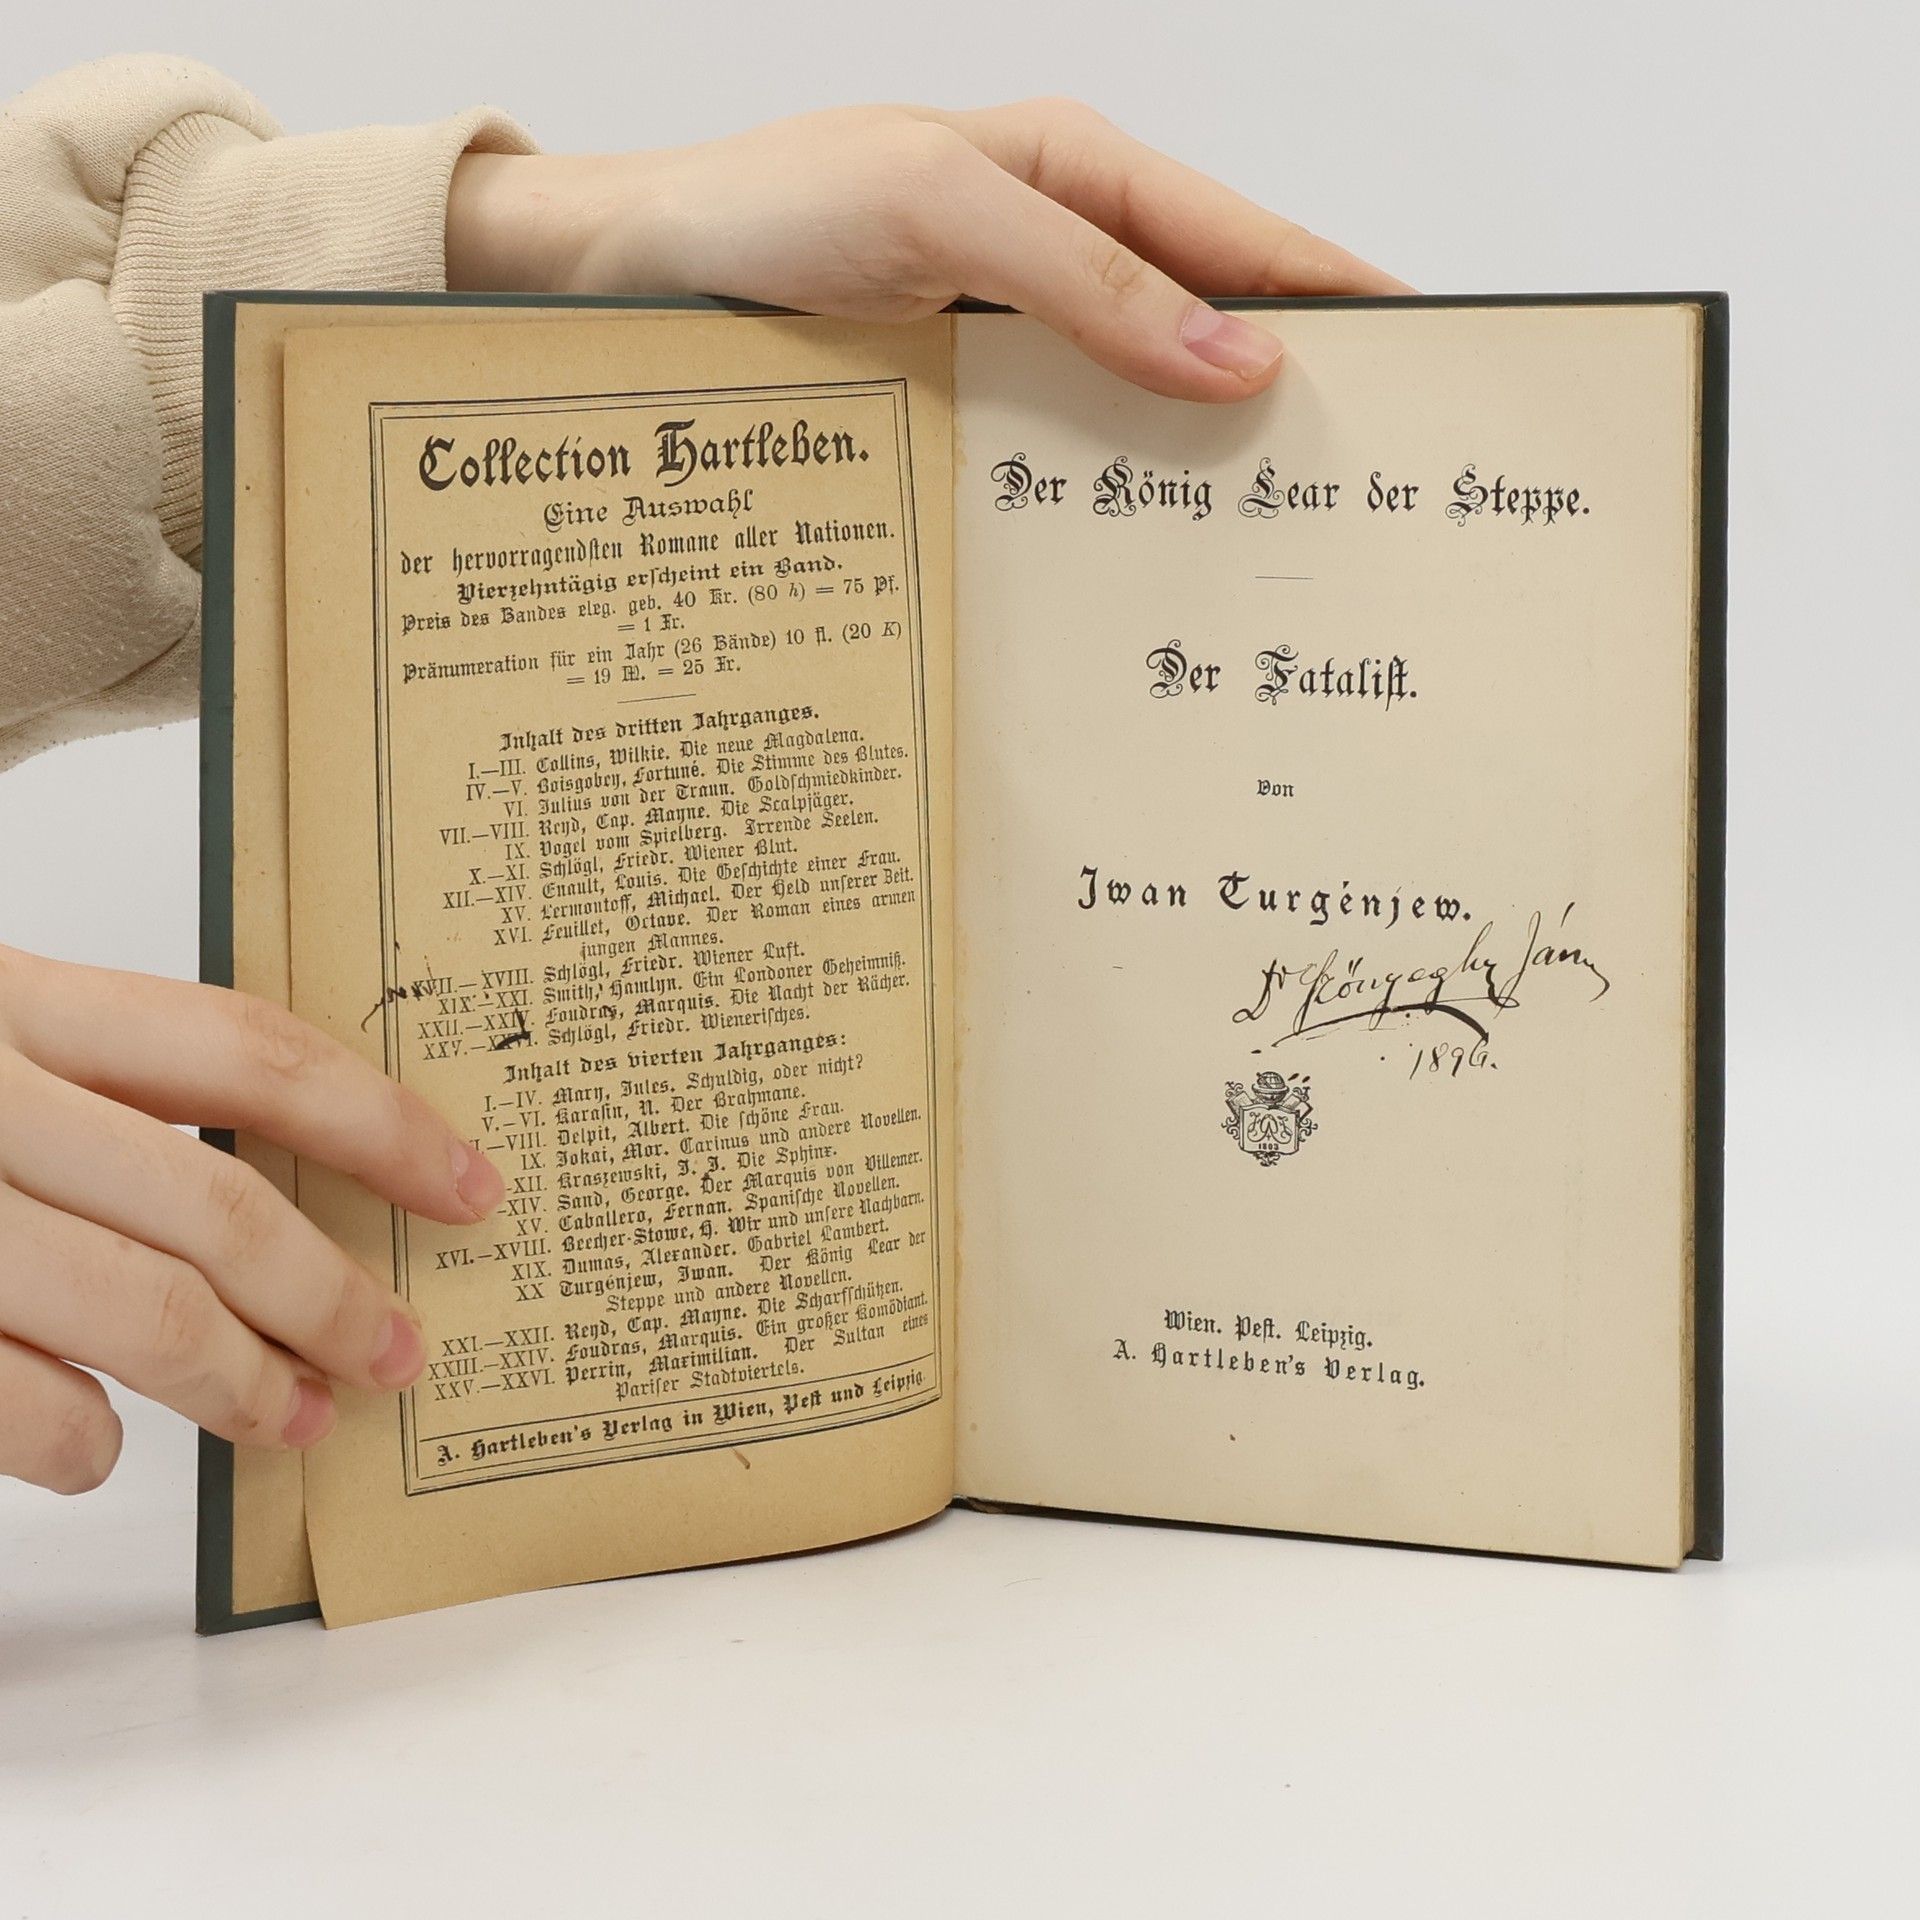 Collection Hartleben.
Eine Auswahl
der hervorragendsten Romane aller Nationen.
Vierzehntägig erscheint ein Band.
Preis des Bandes eleg. geb. 40 Kr. (80 h) = 75 Pf.
= 1 Fr.
Pränumeration für ein Jahr (26 Bände) 10 fl. (20 K)
= 19 M. = 25 Fr.
Inhalt des dritten Jahrganges.
I.—III. Collins, Wilkie. Die neue Magdalena.
IV.—V. Boisgobey, Fortuné. Die Stimme des Blutes.
VI. Julius von der Traun. Goldschmiedkinder.
VII.—VIII. Reyd, Cap. Mayne. Die Scalpjäger.
IX. Vogel vom Spielberg. Irrende Seelen.
X.—XI. Schlögl, Friedr. Wiener Blut.
XII.—XIV. Enault, Louis. Die Geschichte einer Frau.
XV. Lermontoff, Michael. Der Held unserer Zeit.
XVI. Feuillet, Octave. Der Roman eines armen
jungen Mannes.
XVII.—XVIII. Schlögl, Friedr. Wiener Luft.
XIX.—XXI. Smith, Hamlyn. Ein Londoner Geheimniß.
XXII.—XXIV. Foudras, Marquis. Die Nacht der Rächer.
XXV.—XXVI. Schlögl, Friedr. Wienerisches.
Inhalt des vierten Jahrganges:
I.—IV. Mary, Jules. Schuldig, oder nicht?
V.—VI. Karasin, N. Der Brahmane.
—VIII. Delpit, Albert. Die schöne Frau.
IX. Jokai, Mor. Carinus und andere Novellen.
-XII. Kraszewski, J. J. Die Sphinx.
-XIV. Sand, George. Der Marquis von Villemer.
XV. Caballero, Fernan. Spanische Novellen.
XVI.—XVIII. Beecher-Stowe, H. Wir und unsere Nachbarn.
XIX. Dumas, Alexander. Gabriel Lambert.
XX Turgénjew, Iwan. Der König Lear der
Steppe und andere Novellen.
XXI.—XXII. Reyd, Cap. Mayne. Die Scharfschützen.
XXIII.—XXIV. Foudras, Marquis. Ein großer Komödiant.
XXV.—XXVI. Perrin, Maximilian. Der Sultan eines
Pariser Stadtviertels.
A. Hartleben's Verlag in Wien, Pest und Leipzig.
Der König Lear der Steppe.
Der Fatalist.
Von
Iwan Turgénjew.
Dr Szönyeghy János
1896.
1803
Wien. Pest. Leipzig.
A. Hartleben's Verlag.